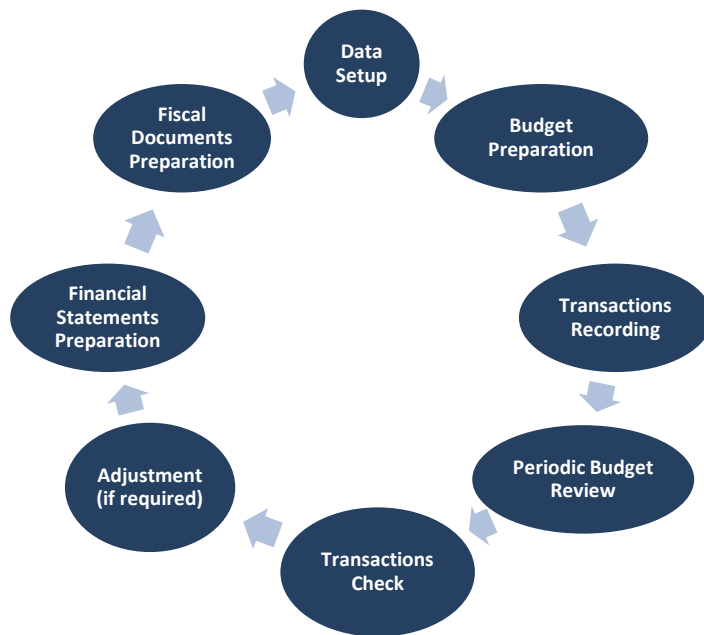 Data
Setup
Budget
Preparation
Transactions
Recording
Periodic Budget
Review
Transactions
Check
Adjustment
(if required)
Financial
Statements
Preparation
Fiscal
Documents
Preparation